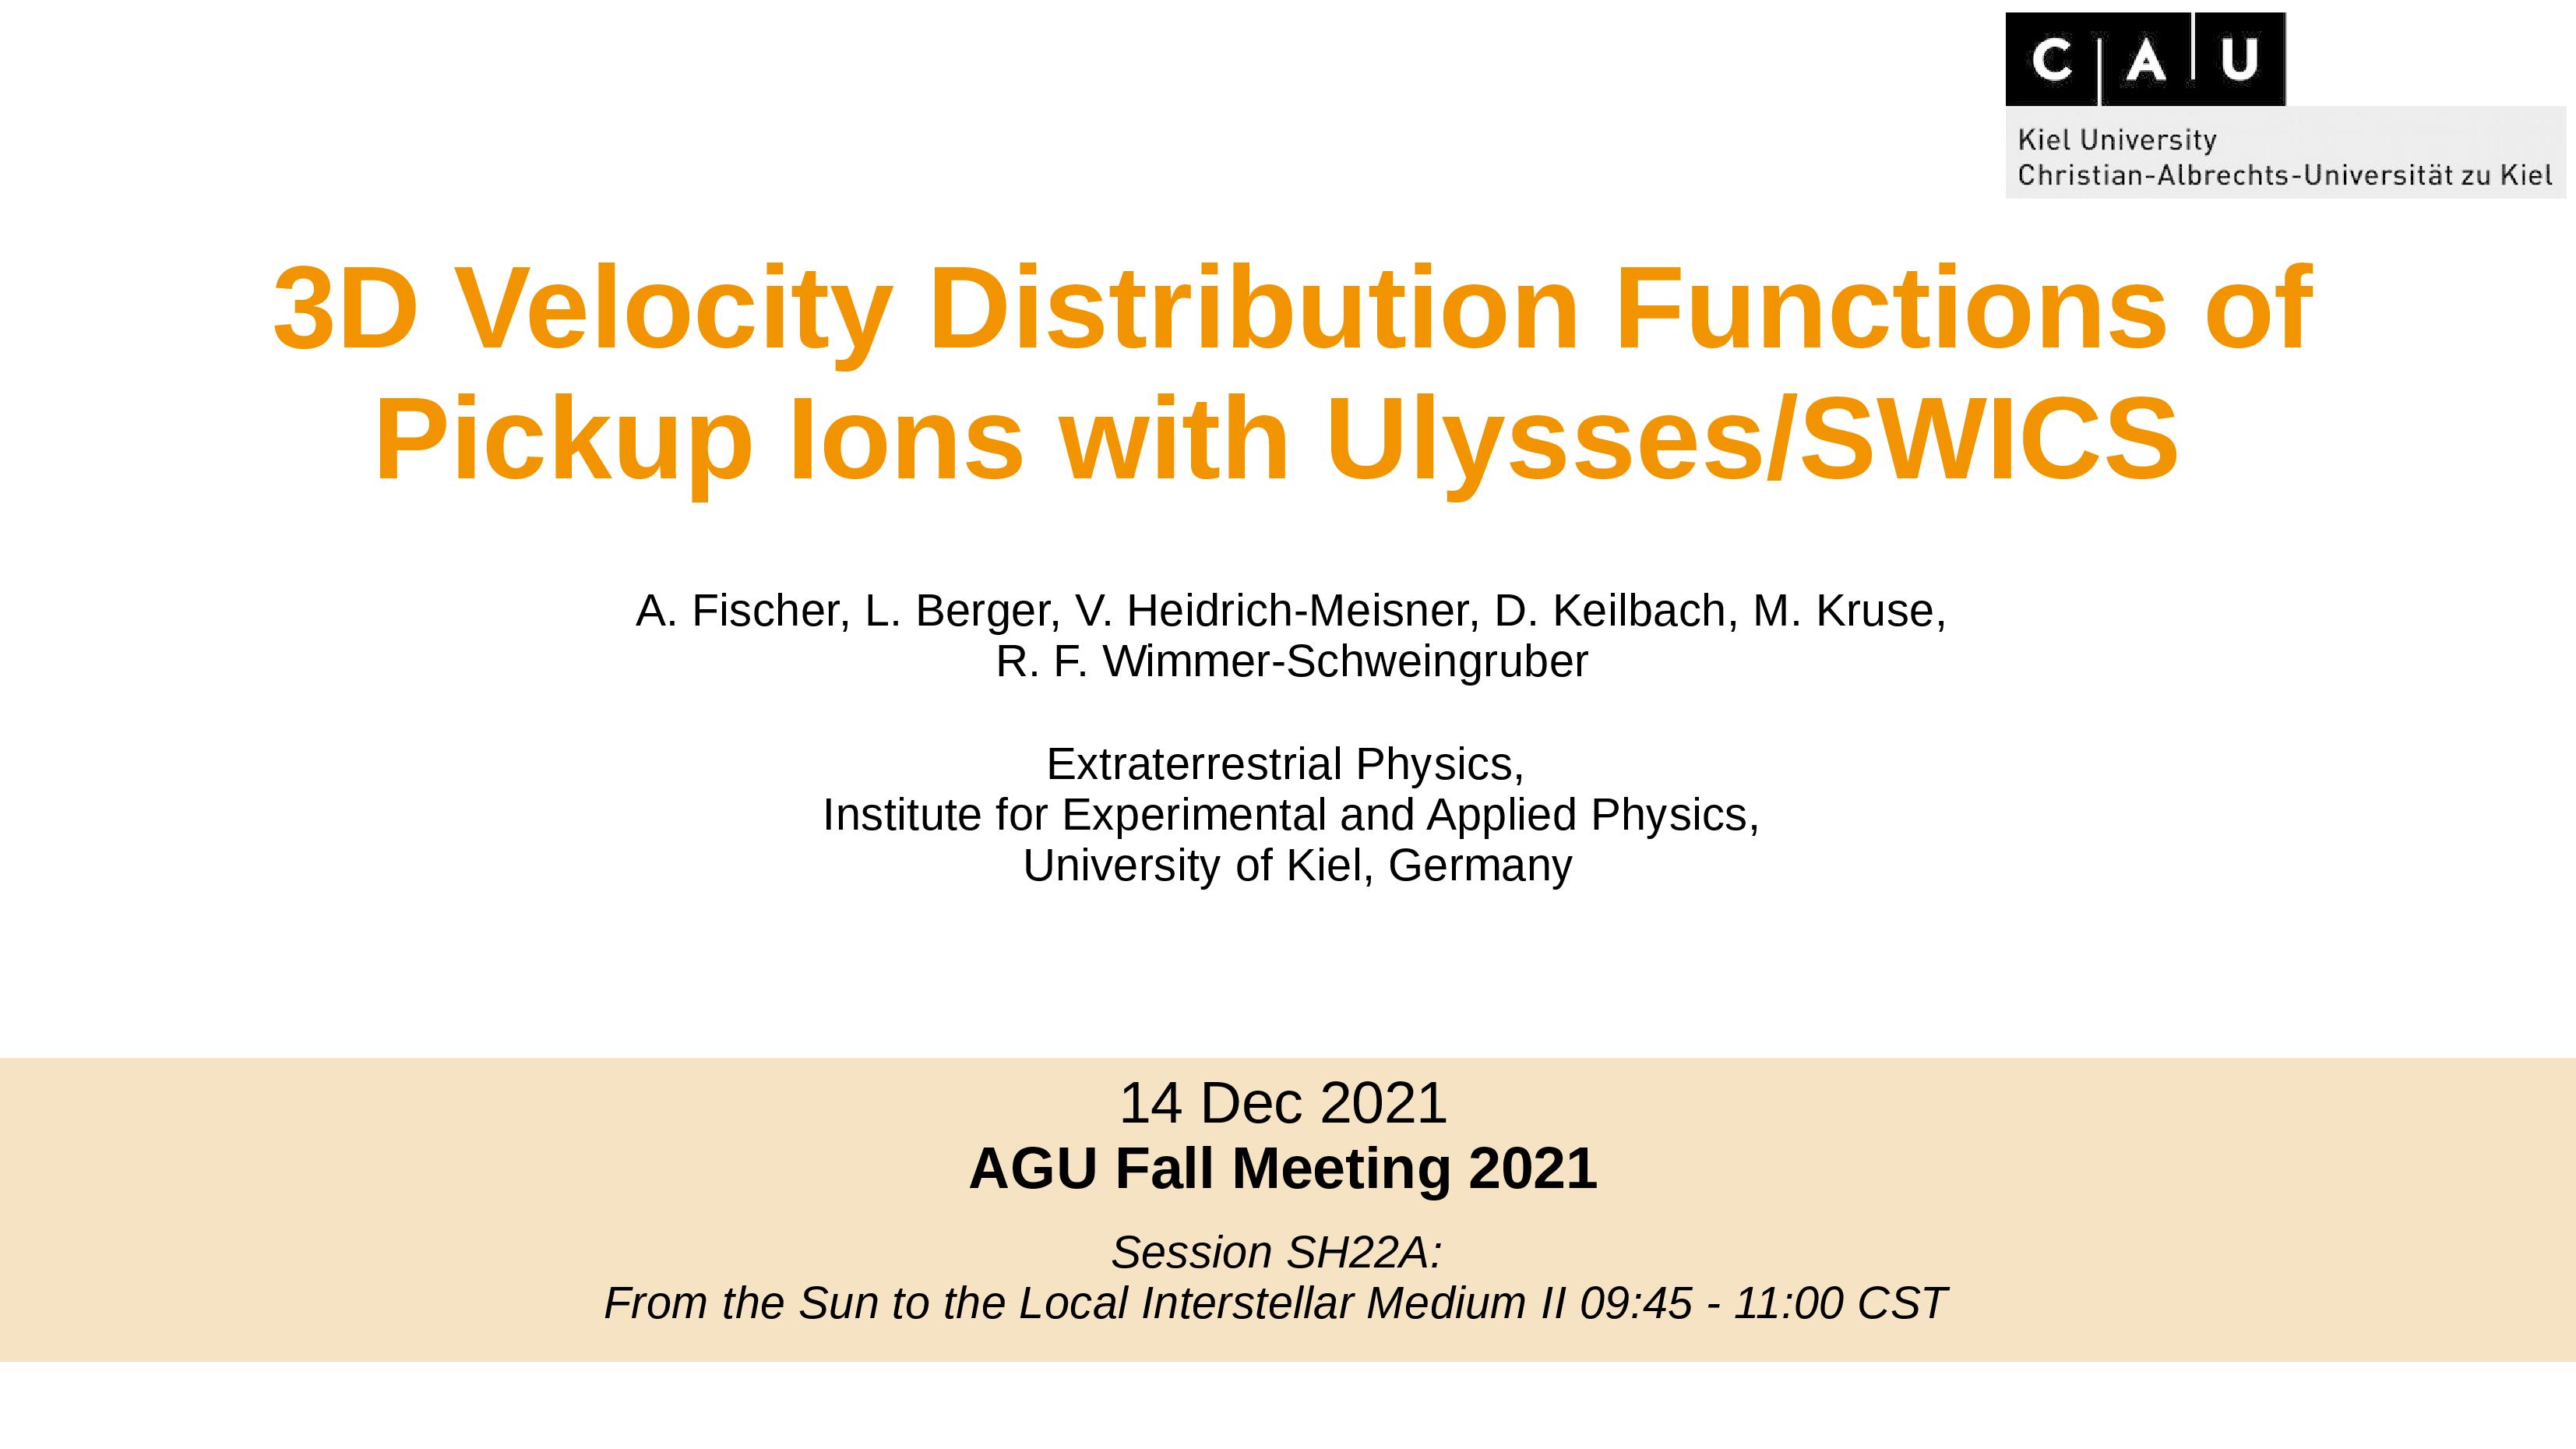 C A U
Kiel University
Christian-Albrechts-Universität zu Kiel
3D Velocity Distribution Functions of
Pickup Ions with Ulysses/SWICS
A. Fischer, L. Berger, V. Heidrich-Meisner, D. Keilbach, M. Kruse,
R. F. Wimmer-Schweingruber
Extraterrestrial Physics,
Institute for Experimental and Applied Physics,
University of Kiel, Germany
14 Dec 2021
AGU Fall Meeting 2021
Session SH22A:
From the Sun to the Local Interstellar Medium II 09:45 - 11:00 CST